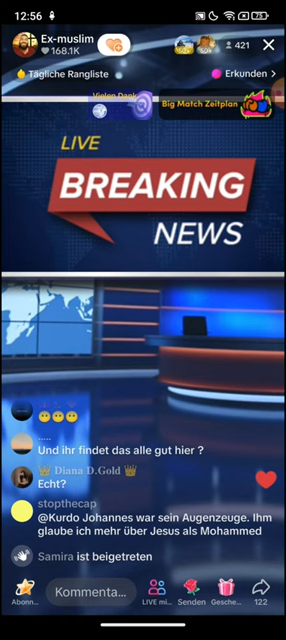 12:56
75
Ex-muslim
168.1K
421
Tägliche Rangliste
Erkunden
Vielen Dank
Big Match Zeitplan
LIVE
BREAKING
NEWS
.....
Und ihr findet das alle gut hier ?
Diana D.Gold
Echt?
stopthecap
@Kurdo Johannes war sein Augenzeuge. Ihm
glaube ich mehr über Jesus als Mohammed
Samira ist beigetreten
Abonn...
Kommenta...
LIVE mi...
Senden
Gesche...
122